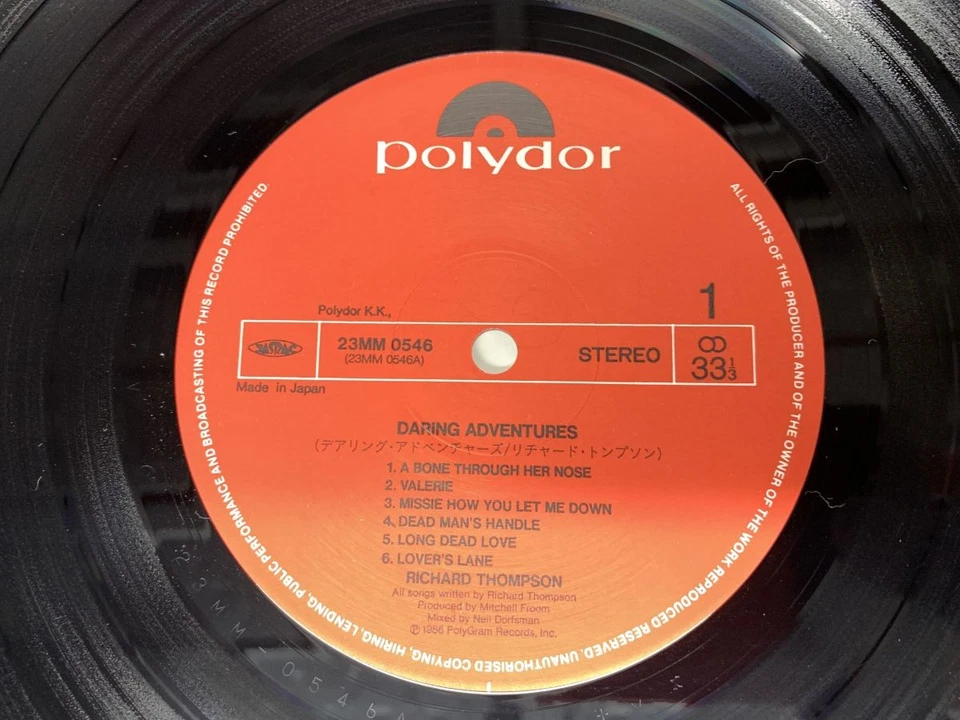 polydor
1
Polydor K.K.,
JASRAC
23MM 0546
(23MM 0546A)
STEREO
33 1/3
Made in Japan
DARING ADVENTURES
(デアリング・アドベンチャーズ/リチャード・トンプソン)
1. A BONE THROUGH HER NOSE
2. VALERIE
3. MISSIE HOW YOU LET ME DOWN
4. DEAD MAN'S HANDLE
5. LONG DEAD LOVE
6. LOVER'S LANE
RICHARD THOMPSON
All songs written by Richard Thompson
Produced by Mitchell Froom
Mixed by Neil Dorfsman
Ⓟ 1986 PolyGram Records, Inc.
ALL RIGHTS OF THE PRODUCER AND OF THE OWNER OF THE WORK REPRODUCED RESERVED. UNAUTHORISED COPYING, HIRING, LENDING, PUBLIC PERFORMANCE AND BROADCASTING OF THIS RECORD PROHIBITED.